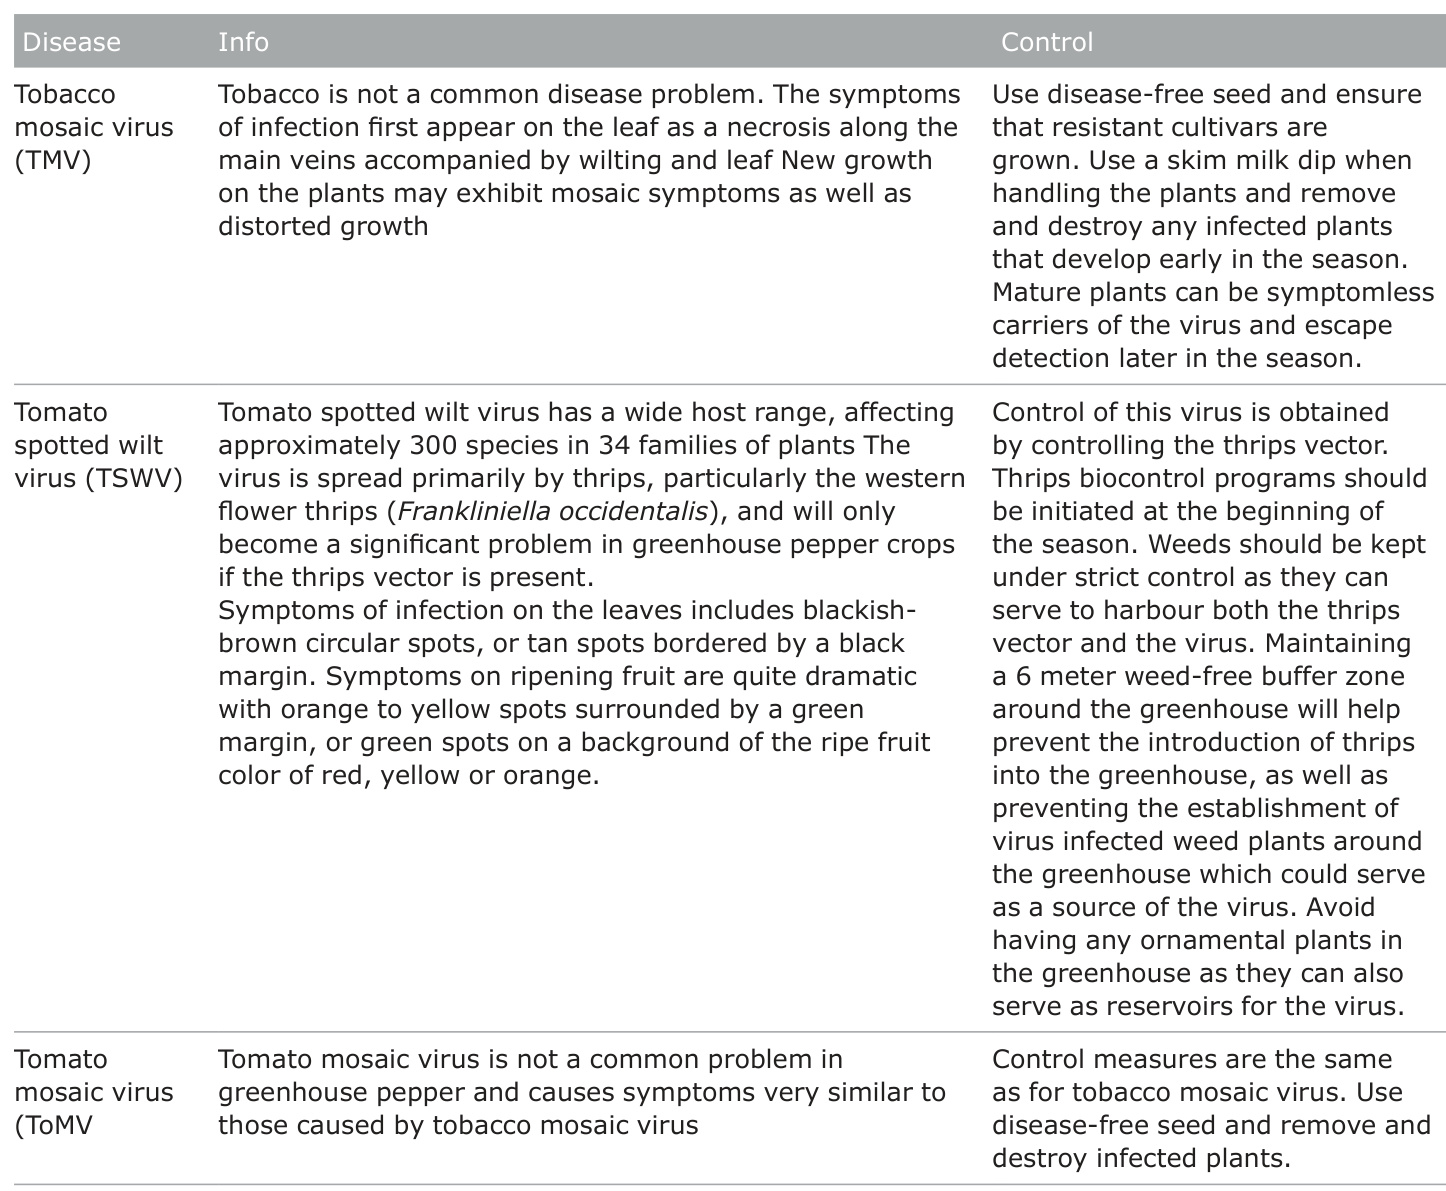 Disease Info Control
Tobacco
mosaic virus
(TMV)
Tobacco is not a common disease problem. The symptoms
of infection first appear on the leaf as a necrosis along the
main veins accompanied by wilting and leaf New growth
on the plants may exhibit mosaic symptoms as well as
distorted growth
Use disease-free seed and ensure
that resistant cultivars are
grown. Use a skim milk dip when
handling the plants and remove
and destroy any infected plants
that develop early in the season.
Mature plants can be symptomless
carriers of the virus and escape
detection later in the season.
Tomato
spotted wilt
virus (TSWV)
Tomato spotted wilt virus has a wide host range, affecting
approximately 300 species in 34 families of plants The
virus is spread primarily by thrips, particularly the western
flower thrips (Frankliniella occidentalis), and will only
become a significant problem in greenhouse pepper crops
if the thrips vector is present.
Symptoms of infection on the leaves includes blackish-
brown circular spots, or tan spots bordered by a black
margin. Symptoms on ripening fruit are quite dramatic
with orange to yellow spots surrounded by a green
margin, or green spots on a background of the ripe fruit
color of red, yellow or orange.
Control of this virus is obtained
by controlling the thrips vector.
Thrips biocontrol programs should
be initiated at the beginning of
the season. Weeds should be kept
under strict control as they can
serve to harbour both the thrips
vector and the virus. Maintaining
a 6 meter weed-free buffer zone
around the greenhouse will help
prevent the introduction of thrips
into the greenhouse, as well as
preventing the establishment of
virus infected weed plants around
the greenhouse which could serve
as a source of the virus. Avoid
having any ornamental plants in
the greenhouse as they can also
serve as reservoirs for the virus.
Tomato
mosaic virus
(ToMV
Tomato mosaic virus is not a common problem in
greenhouse pepper and causes symptoms very similar to
those caused by tobacco mosaic virus
Control measures are the same
as for tobacco mosaic virus. Use
disease-free seed and remove and
destroy infected plants.